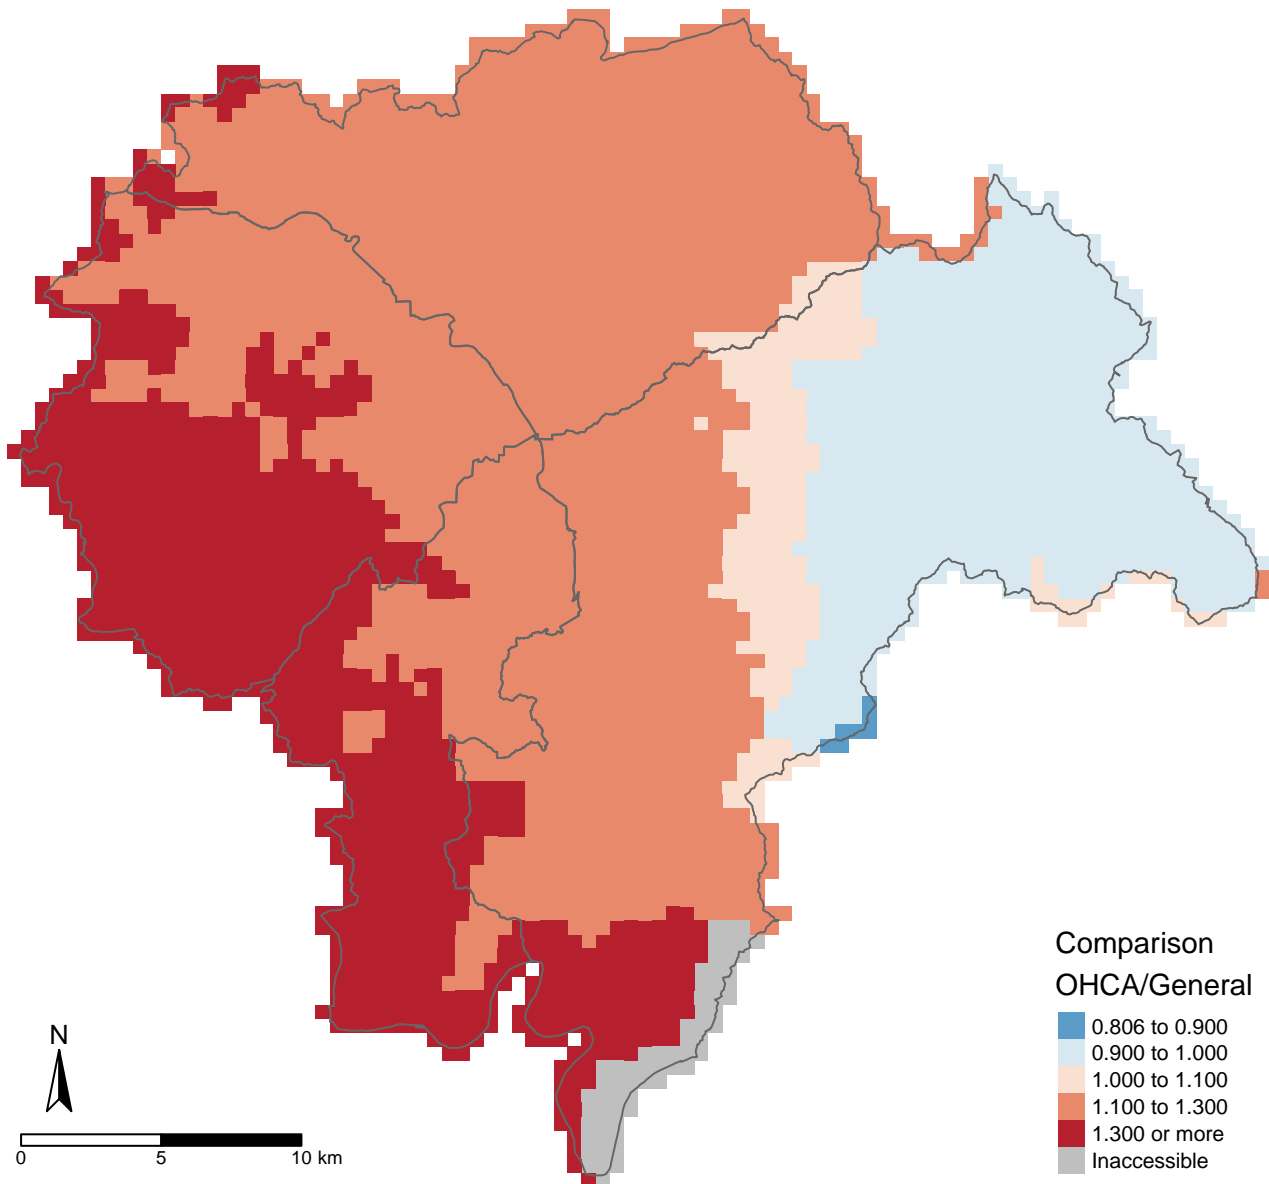 Comparison
OHCA/General
0.806 to 0.900
0.900 to 1.000
1.000 to 1.100
1.100 to 1.300
1.300 or more
Inaccessible
N
0 5 10 km